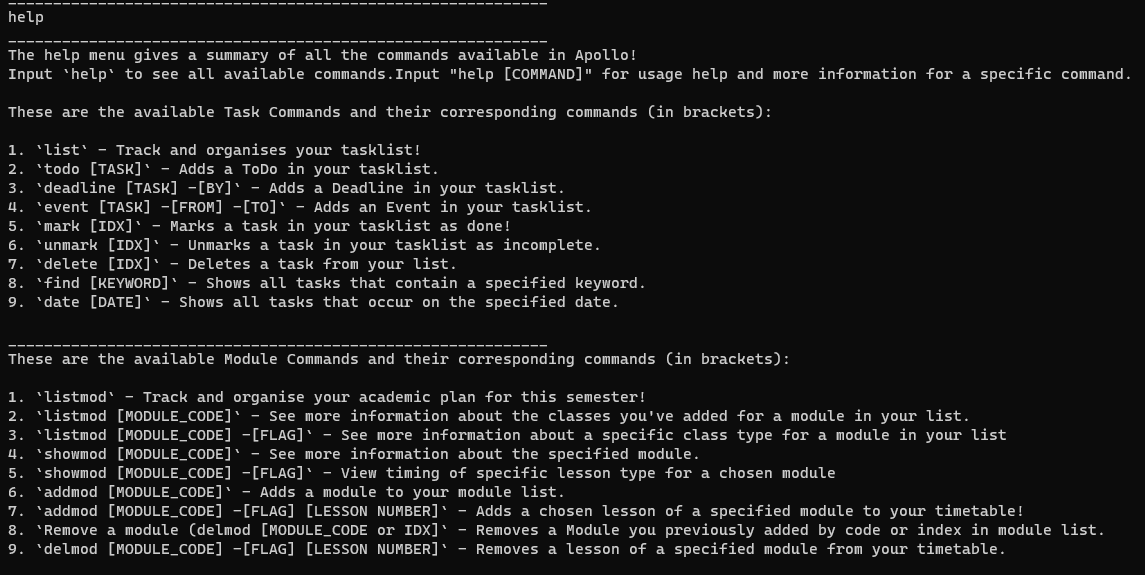 ____________________________________________________________
help
____________________________________________________________
The help menu gives a summary of all the commands available in Apollo!
Input `help` to see all available commands.Input "help [COMMAND]" for usage help and more information for a specific command.

These are the available Task Commands and their corresponding commands (in brackets):

1. `list` - Track and organises your tasklist!
2. `todo [TASK]` - Adds a ToDo in your tasklist.
3. `deadline [TASK] -[BY]` - Adds a Deadline in your tasklist.
4. `event [TASK] -[FROM] -[TO]` - Adds an Event in your tasklist.
5. `mark [IDX]` - Marks a task in your tasklist as done!
6. `unmark [IDX]` - Unmarks a task in your tasklist as incomplete.
7. `delete [IDX]` - Deletes a task from your list.
8. `find [KEYWORD]` - Shows all tasks that contain a specified keyword.
9. `date [DATE]` - Shows all tasks that occur on the specified date.

____________________________________________________________
These are the available Module Commands and their corresponding commands (in brackets):

1. `listmod` - Track and organise your academic plan for this semester!
2. `listmod [MODULE_CODE]` - See more information about the classes you've added for a module in your list.
3. `listmod [MODULE_CODE] -[FLAG]` - See more information about a specific class type for a module in your list
4. `showmod [MODULE_CODE]` - See more information about the specified module.
5. `showmod [MODULE_CODE] -[FLAG]` - View timing of specific lesson type for a chosen module
6. `addmod [MODULE_CODE]` - Adds a module to your module list.
7. `addmod [MODULE_CODE] -[FLAG] [LESSON NUMBER]` - Adds a chosen lesson of a specified module to your timetable!
8. `Remove a module (delmod [MODULE_CODE or IDX]` - Removes a Module you previously added by code or index in module list.
9. `delmod [MODULE_CODE] -[FLAG] [LESSON NUMBER]` - Removes a lesson of a specified module from your timetable.